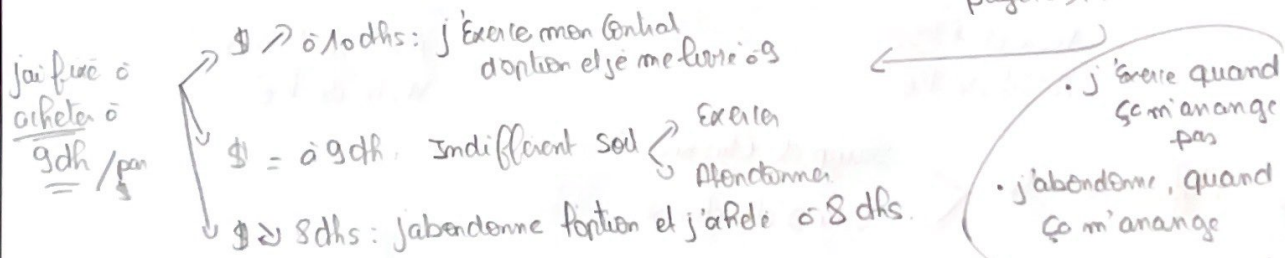 $ ↗ à 10 dhs : j'Exerce mon Contrat
d'option et je me livre à 9
j'ai fixé à
acheter à
9dh / par $
$ = à 9 dh. Indifférent soit
Exercer
Abandonner
$ ↘ 8 dhs : j'abandonne l'option et j'achète à 8 dhs.
. j'Exerce quand
ça m'arrange
pas
. j'abandonne, quand
ça m'arrange